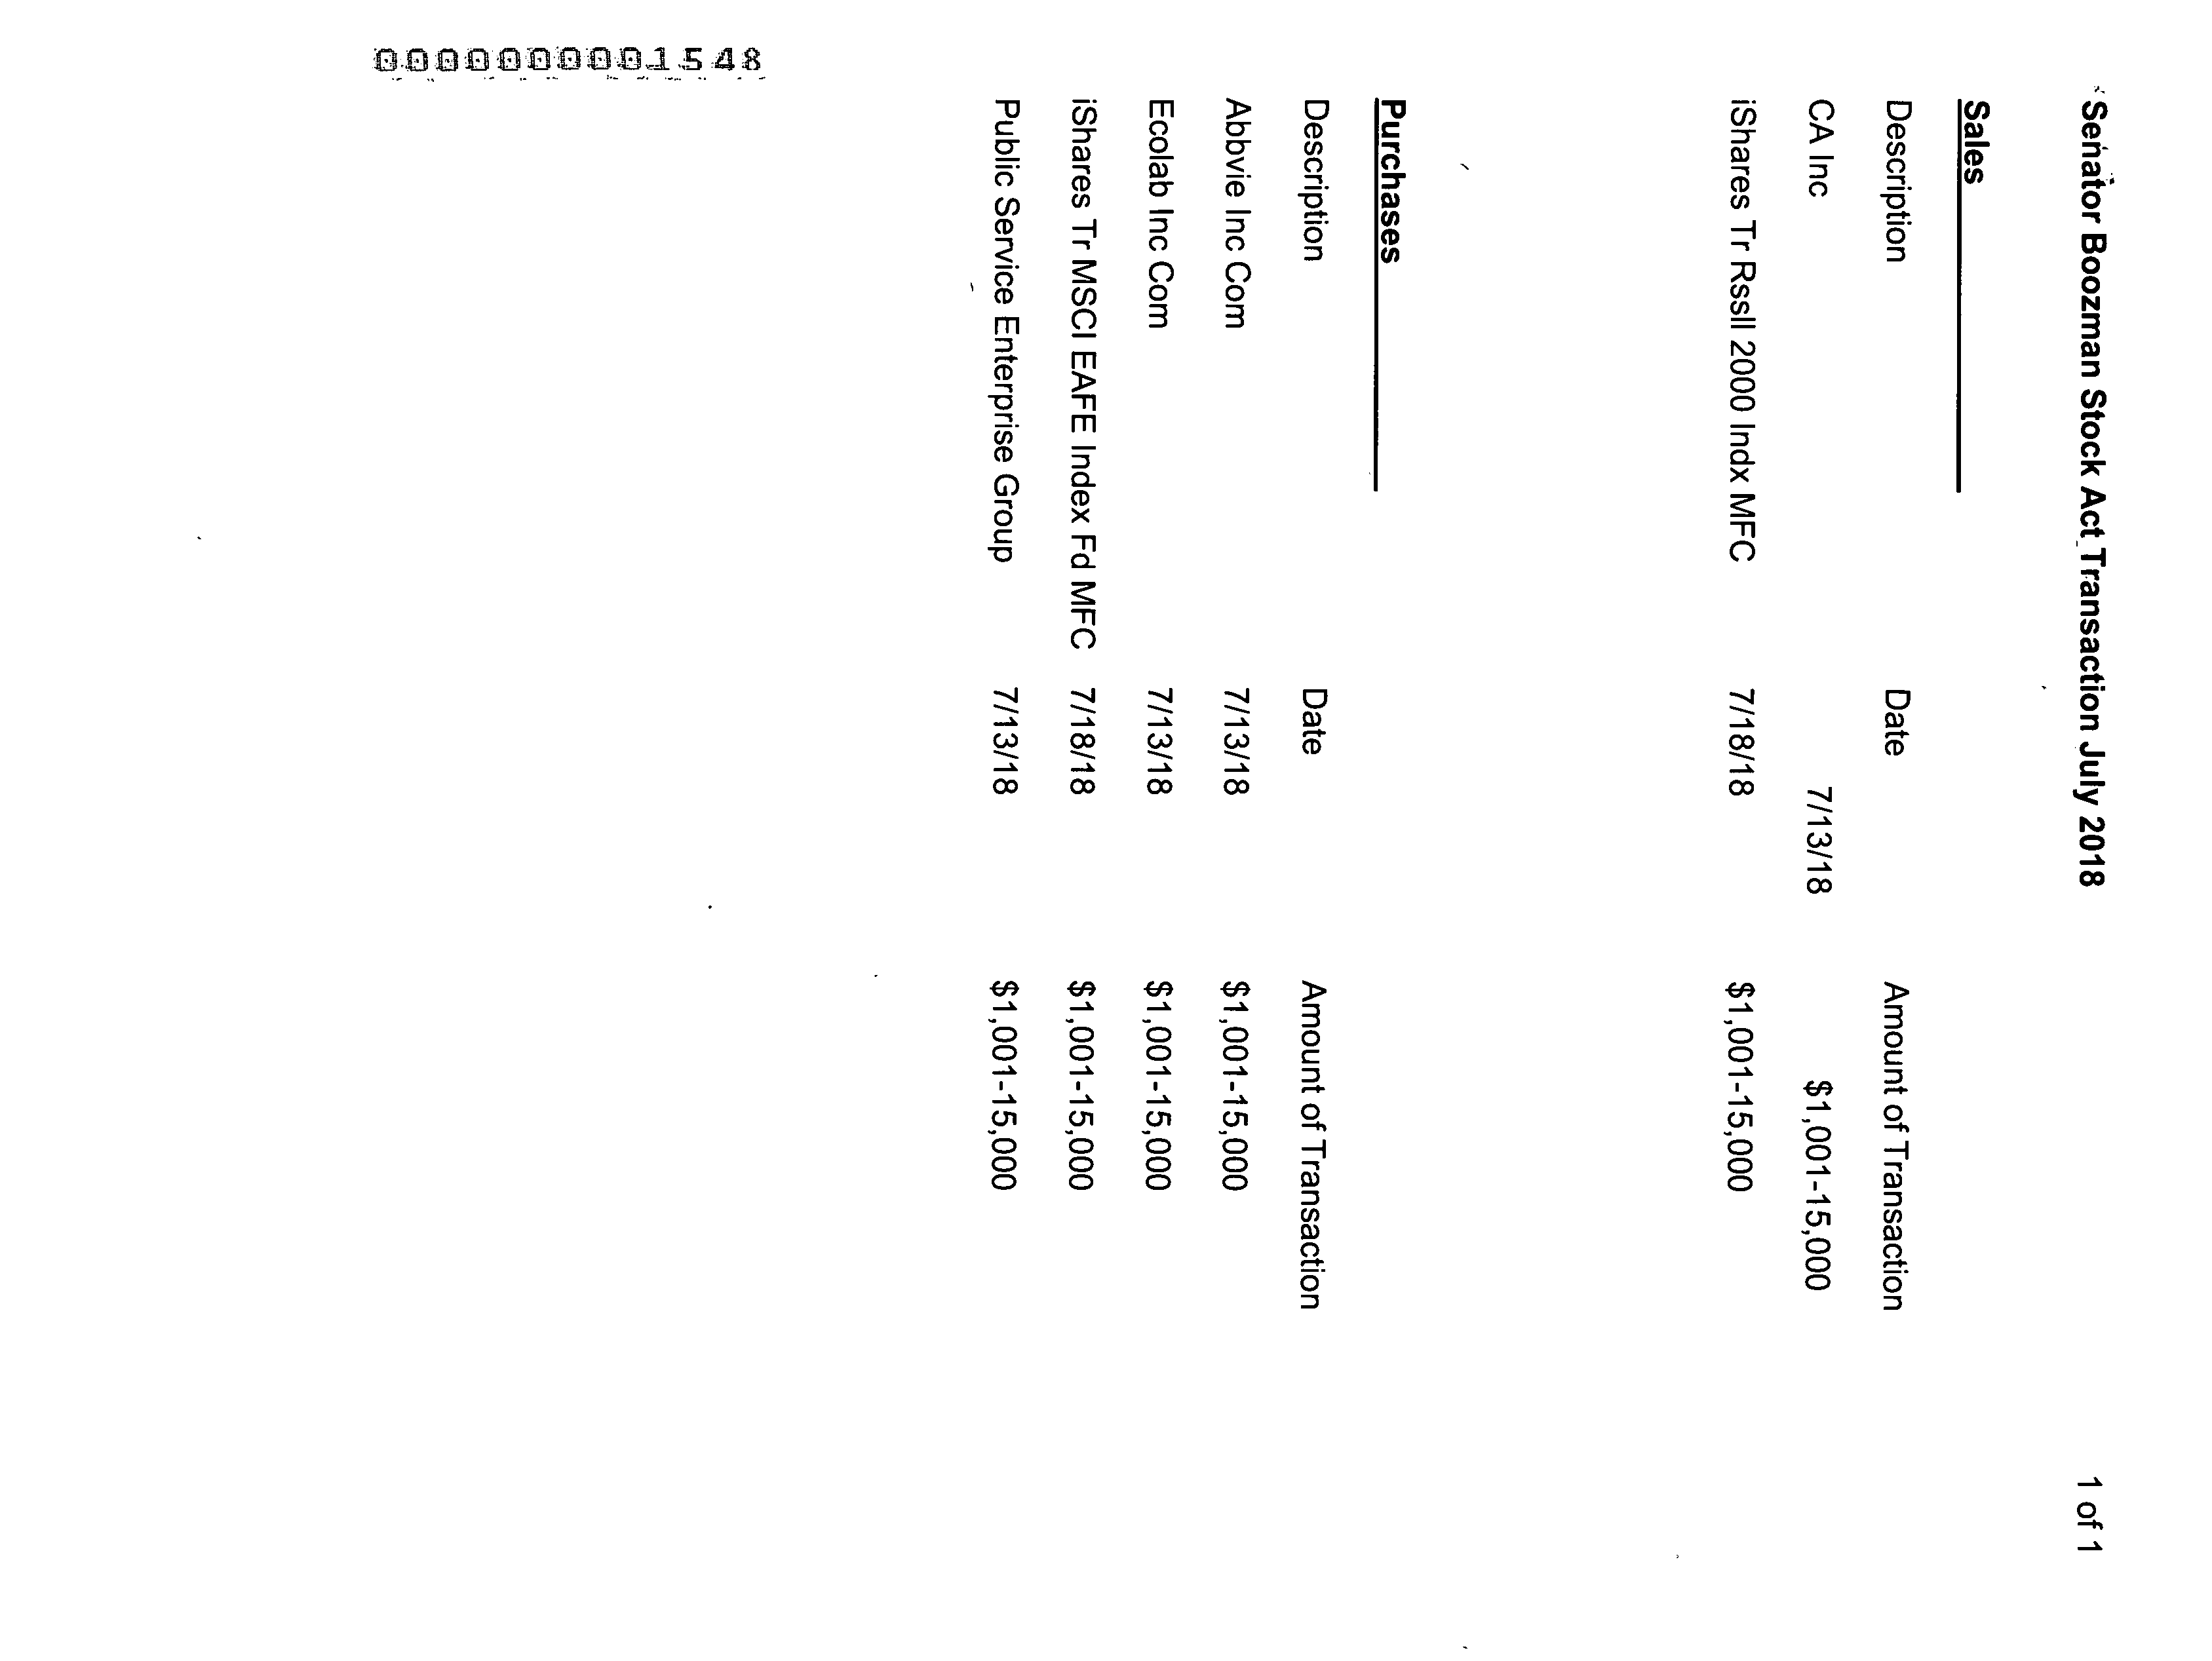 Senator Boozman Stock Act Transaction July 2018 1 of 1
Sales
Description Date Amount of Transaction
CA Inc 7/13/18 $1,001-15,000
iShares Tr Rssll 2000 Indx MFC 7/18/18 $1,001-15,000
Purchases
Description Date Amount of Transaction
Abbvie Inc Com 7/13/18 $1,001-15,000
Ecolab Inc Com 7/13/18 $1,001-15,000
iShares Tr MSCI EAFE Index Fd MFC 7/18/18 $1,001-15,000
Public Service Enterprise Group 7/13/18 $1,001-15,000
0000000001548